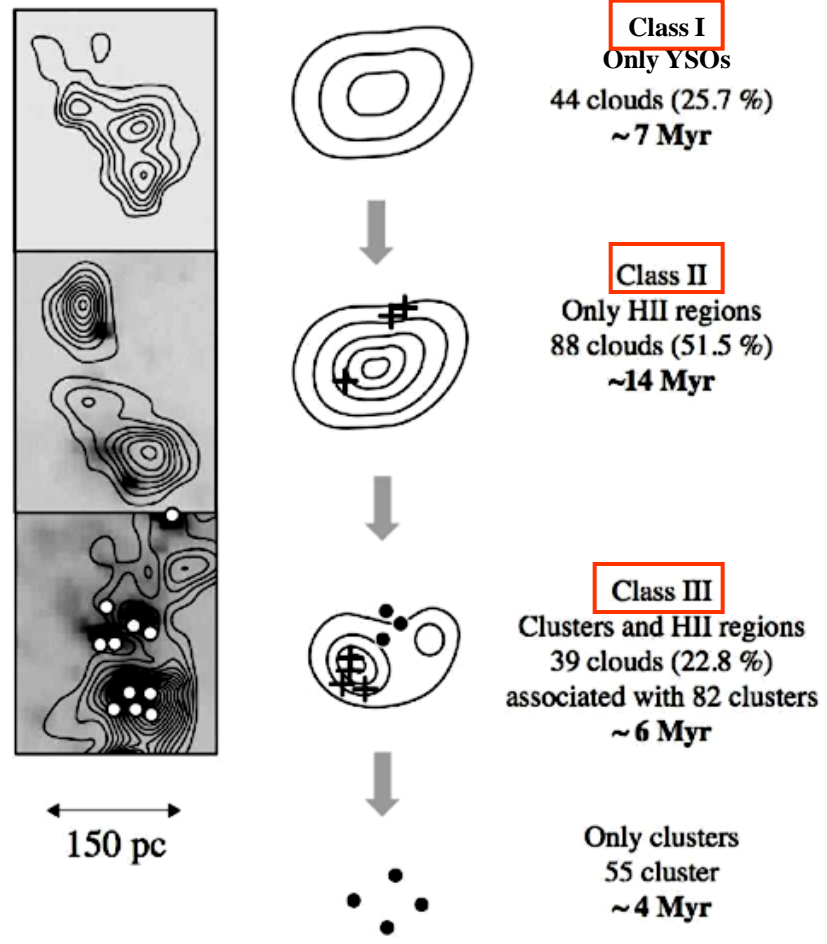 Class I
Only YSOs
44 clouds (25.7 %)
~ 7 Myr
Class II
Only HII regions
88 clouds (51.5 %)
~14 Myr
Class III
Clusters and HII regions
39 clouds (22.8 %)
associated with 82 clusters
~ 6 Myr
150 pc
Only clusters
55 cluster
~ 4 Myr